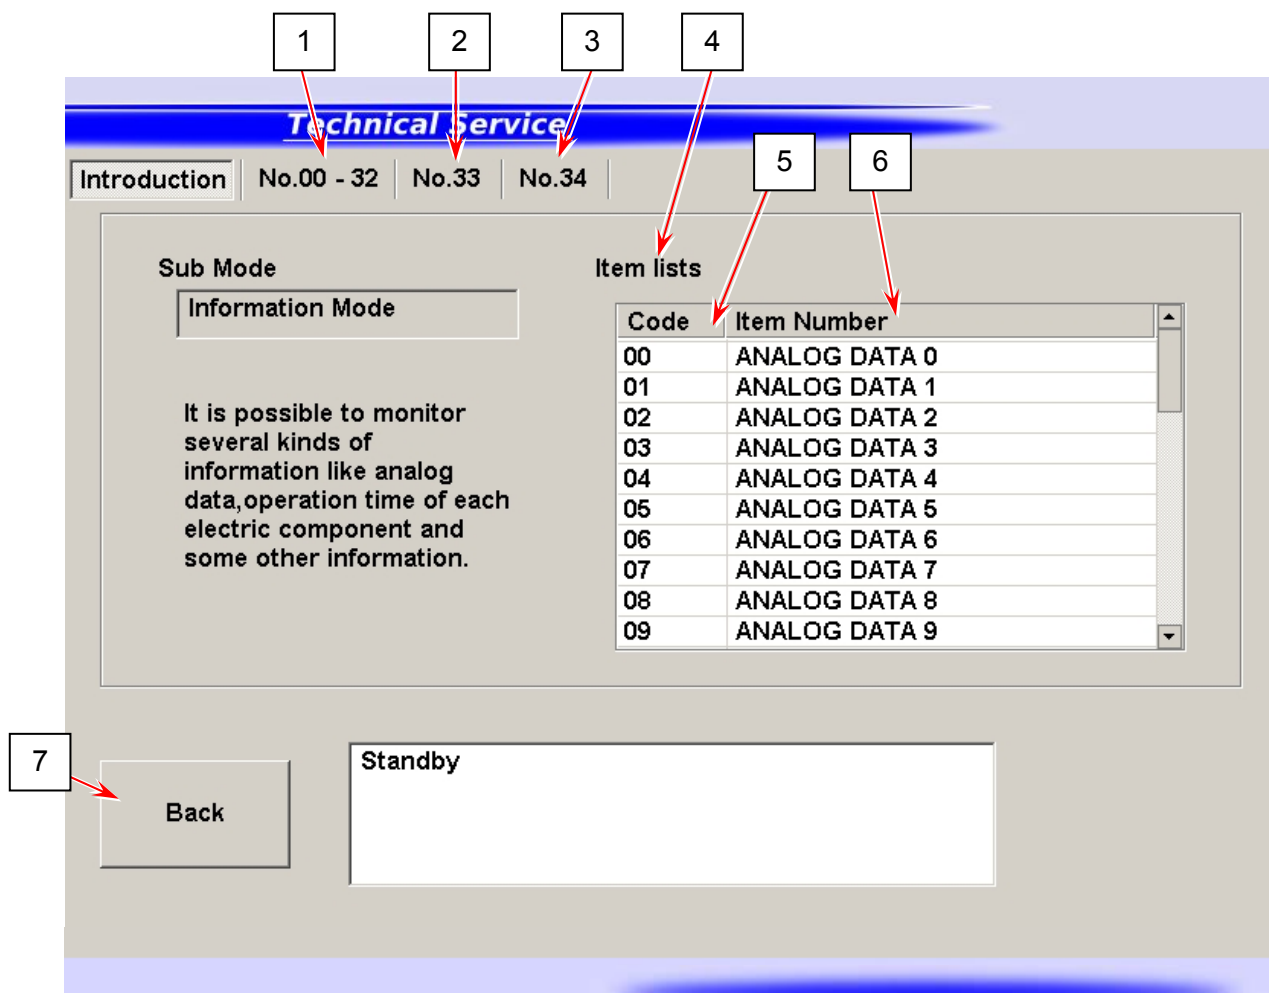 1 2 3 4
Technical Service
5 6
Introduction No.00 - 32 No.33 No.34
Sub Mode
Information Mode
It is possible to monitor
several kinds of
information like analog
data,operation time of each
electric component and
some other information.
Item lists
Code Item Number
00 ANALOG DATA 0
01 ANALOG DATA 1
02 ANALOG DATA 2
03 ANALOG DATA 3
04 ANALOG DATA 4
05 ANALOG DATA 5
06 ANALOG DATA 6
07 ANALOG DATA 7
08 ANALOG DATA 8
09 ANALOG DATA 9
7
Back
Standby